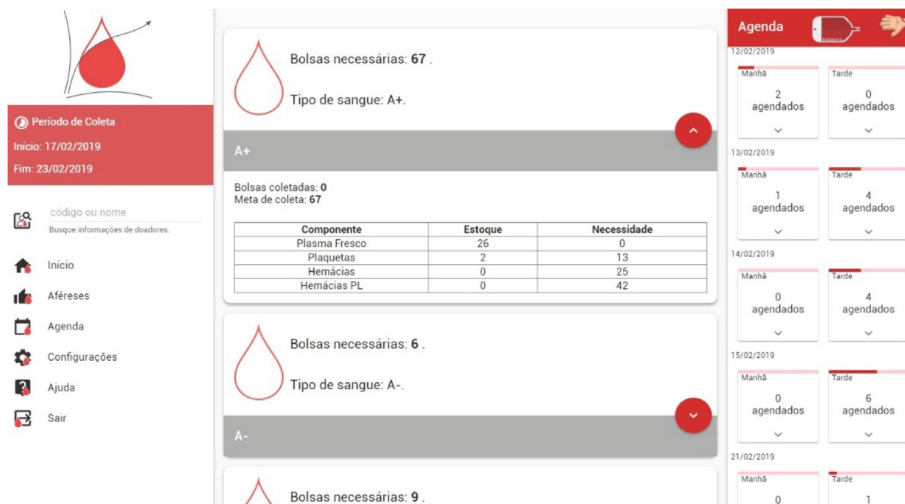 Período de Coleta
Início: 17/02/2019
Fim: 23/02/2019
código ou nome
Busque informações de doadores.
Início
Aféreses
Agenda
Configurações
Ajuda
Sair
Bolsas necessárias: 67 .
Tipo de sangue: A+.
A+
Bolsas coletadas: 0
Meta de coleta: 67
Componente Estoque Necessidade
Plasma Fresco 26 0
Plaquetas 2 13
Hemácias 0 25
Hemácias PL 0 42
Bolsas necessárias: 6 .
Tipo de sangue: A-.
A-
Bolsas necessárias: 9 .
Agenda
12/02/2019
Manhã Tarde
2 0
agendados agendados
13/02/2019
Manhã Tarde
1 4
agendados agendados
14/02/2019
Manhã Tarde
0 4
agendados agendados
15/02/2019
Manhã Tarde
0 6
agendados agendados
21/02/2019
Manhã Tarde
0 1